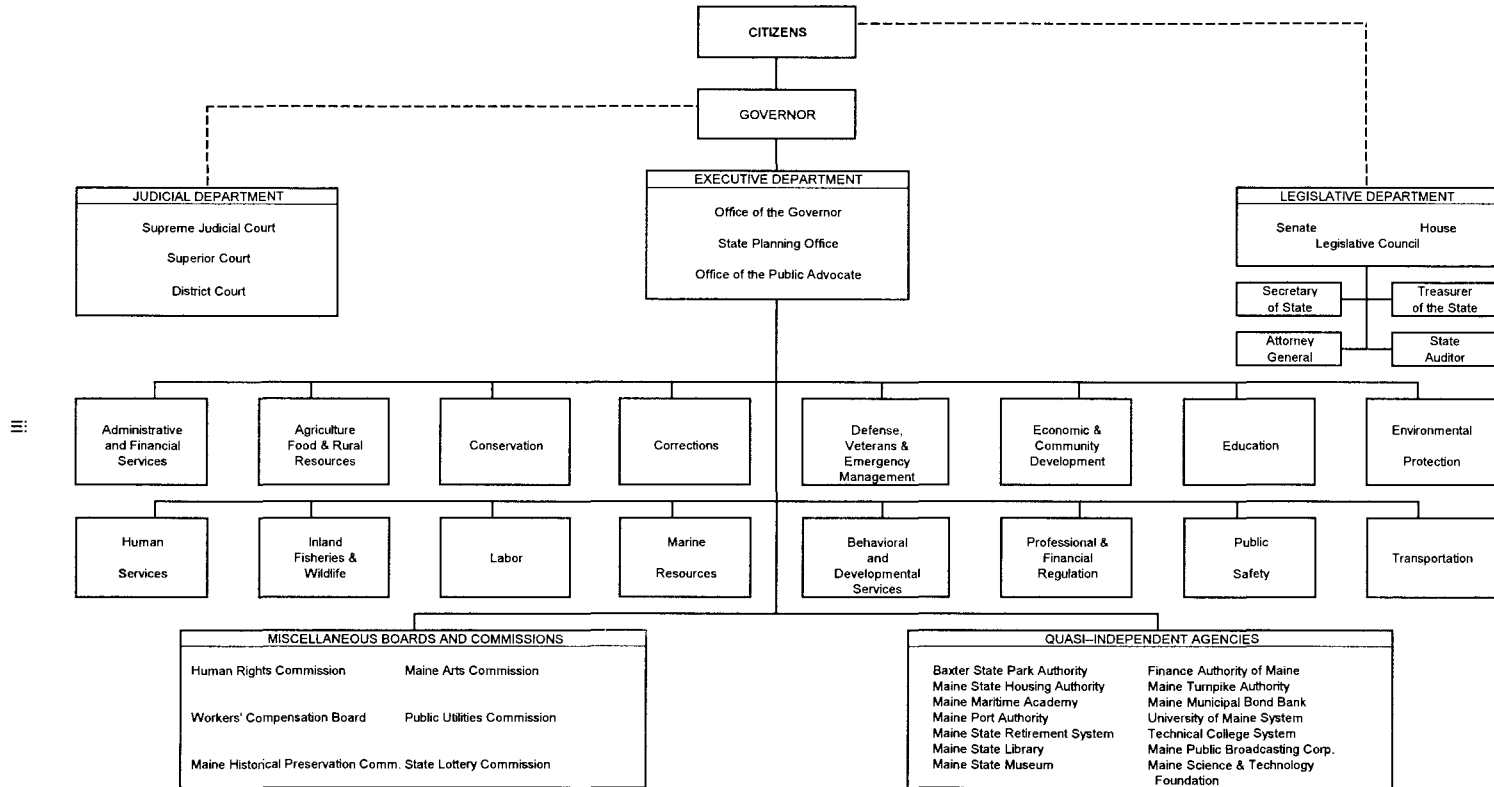 CITIZENS
GOVERNOR
JUDICIAL DEPARTMENT
Supreme Judicial Court
Superior Court
District Court
EXECUTIVE DEPARTMENT
Office of the Governor
State Planning Office
Office of the Public Advocate
LEGISLATIVE DEPARTMENT
Senate House
Legislative Council
Secretary
of State
Treasurer
of the State
Attorney
General
State
Auditor
iii
Administrative
and Financial
Services
Agriculture
Food & Rural
Resources
Conservation
Corrections
Defense,
Veterans &
Emergency
Management
Economic &
Community
Development
Education
Environmental
Protection
Human
Services
Inland
Fisheries &
Wildlife
Labor
Marine
Resources
Behavioral
and
Developmental
Services
Professional &
Financial
Regulation
Public
Safety
Transportation
MISCELLANEOUS BOARDS AND COMMISSIONS
Human Rights Commission Maine Arts Commission
Workers' Compensation Board Public Utilities Commission
Maine Historical Preservation Comm. State Lottery Commission
QUASI--INDEPENDENT AGENCIES
Baxter State Park Authority Finance Authority of Maine
Maine State Housing Authority Maine Turnpike Authority
Maine Maritime Academy Maine Municipal Bond Bank
Maine Port Authority University of Maine System
Maine State Retirement System Technical College System
Maine State Library Maine Public Broadcasting Corp.
Maine State Museum Maine Science & Technology
Foundation